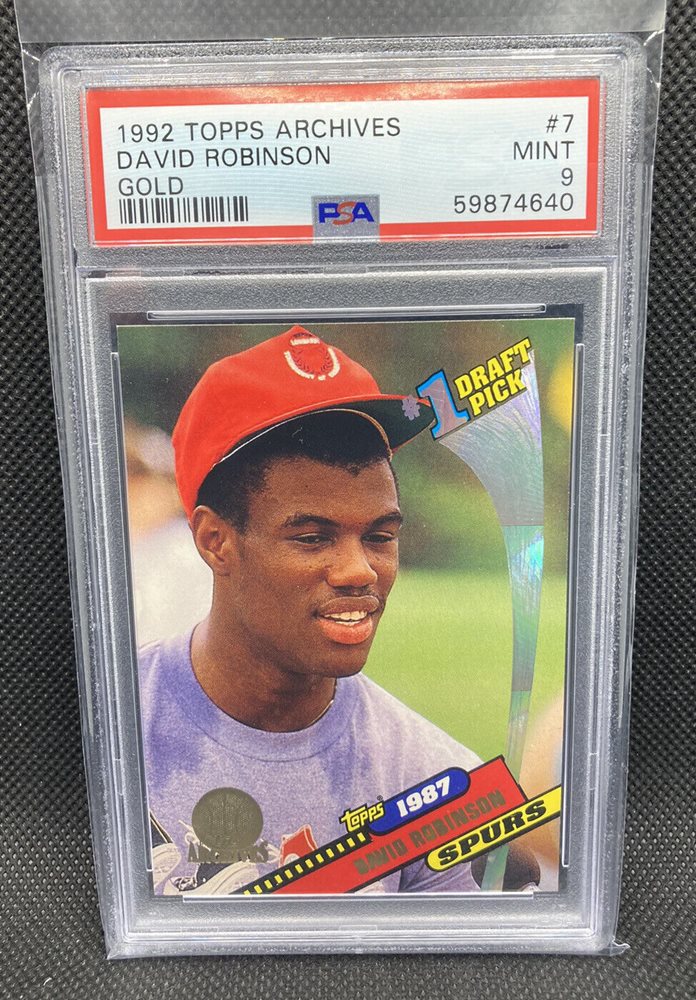 1992 TOPPS ARCHIVES #7
DAVID ROBINSON MINT
GOLD 9
PSA 59874640
#1 DRAFT
PICK
topps 1987
DAVID ROBINSON
SPURS
ARCHIVES